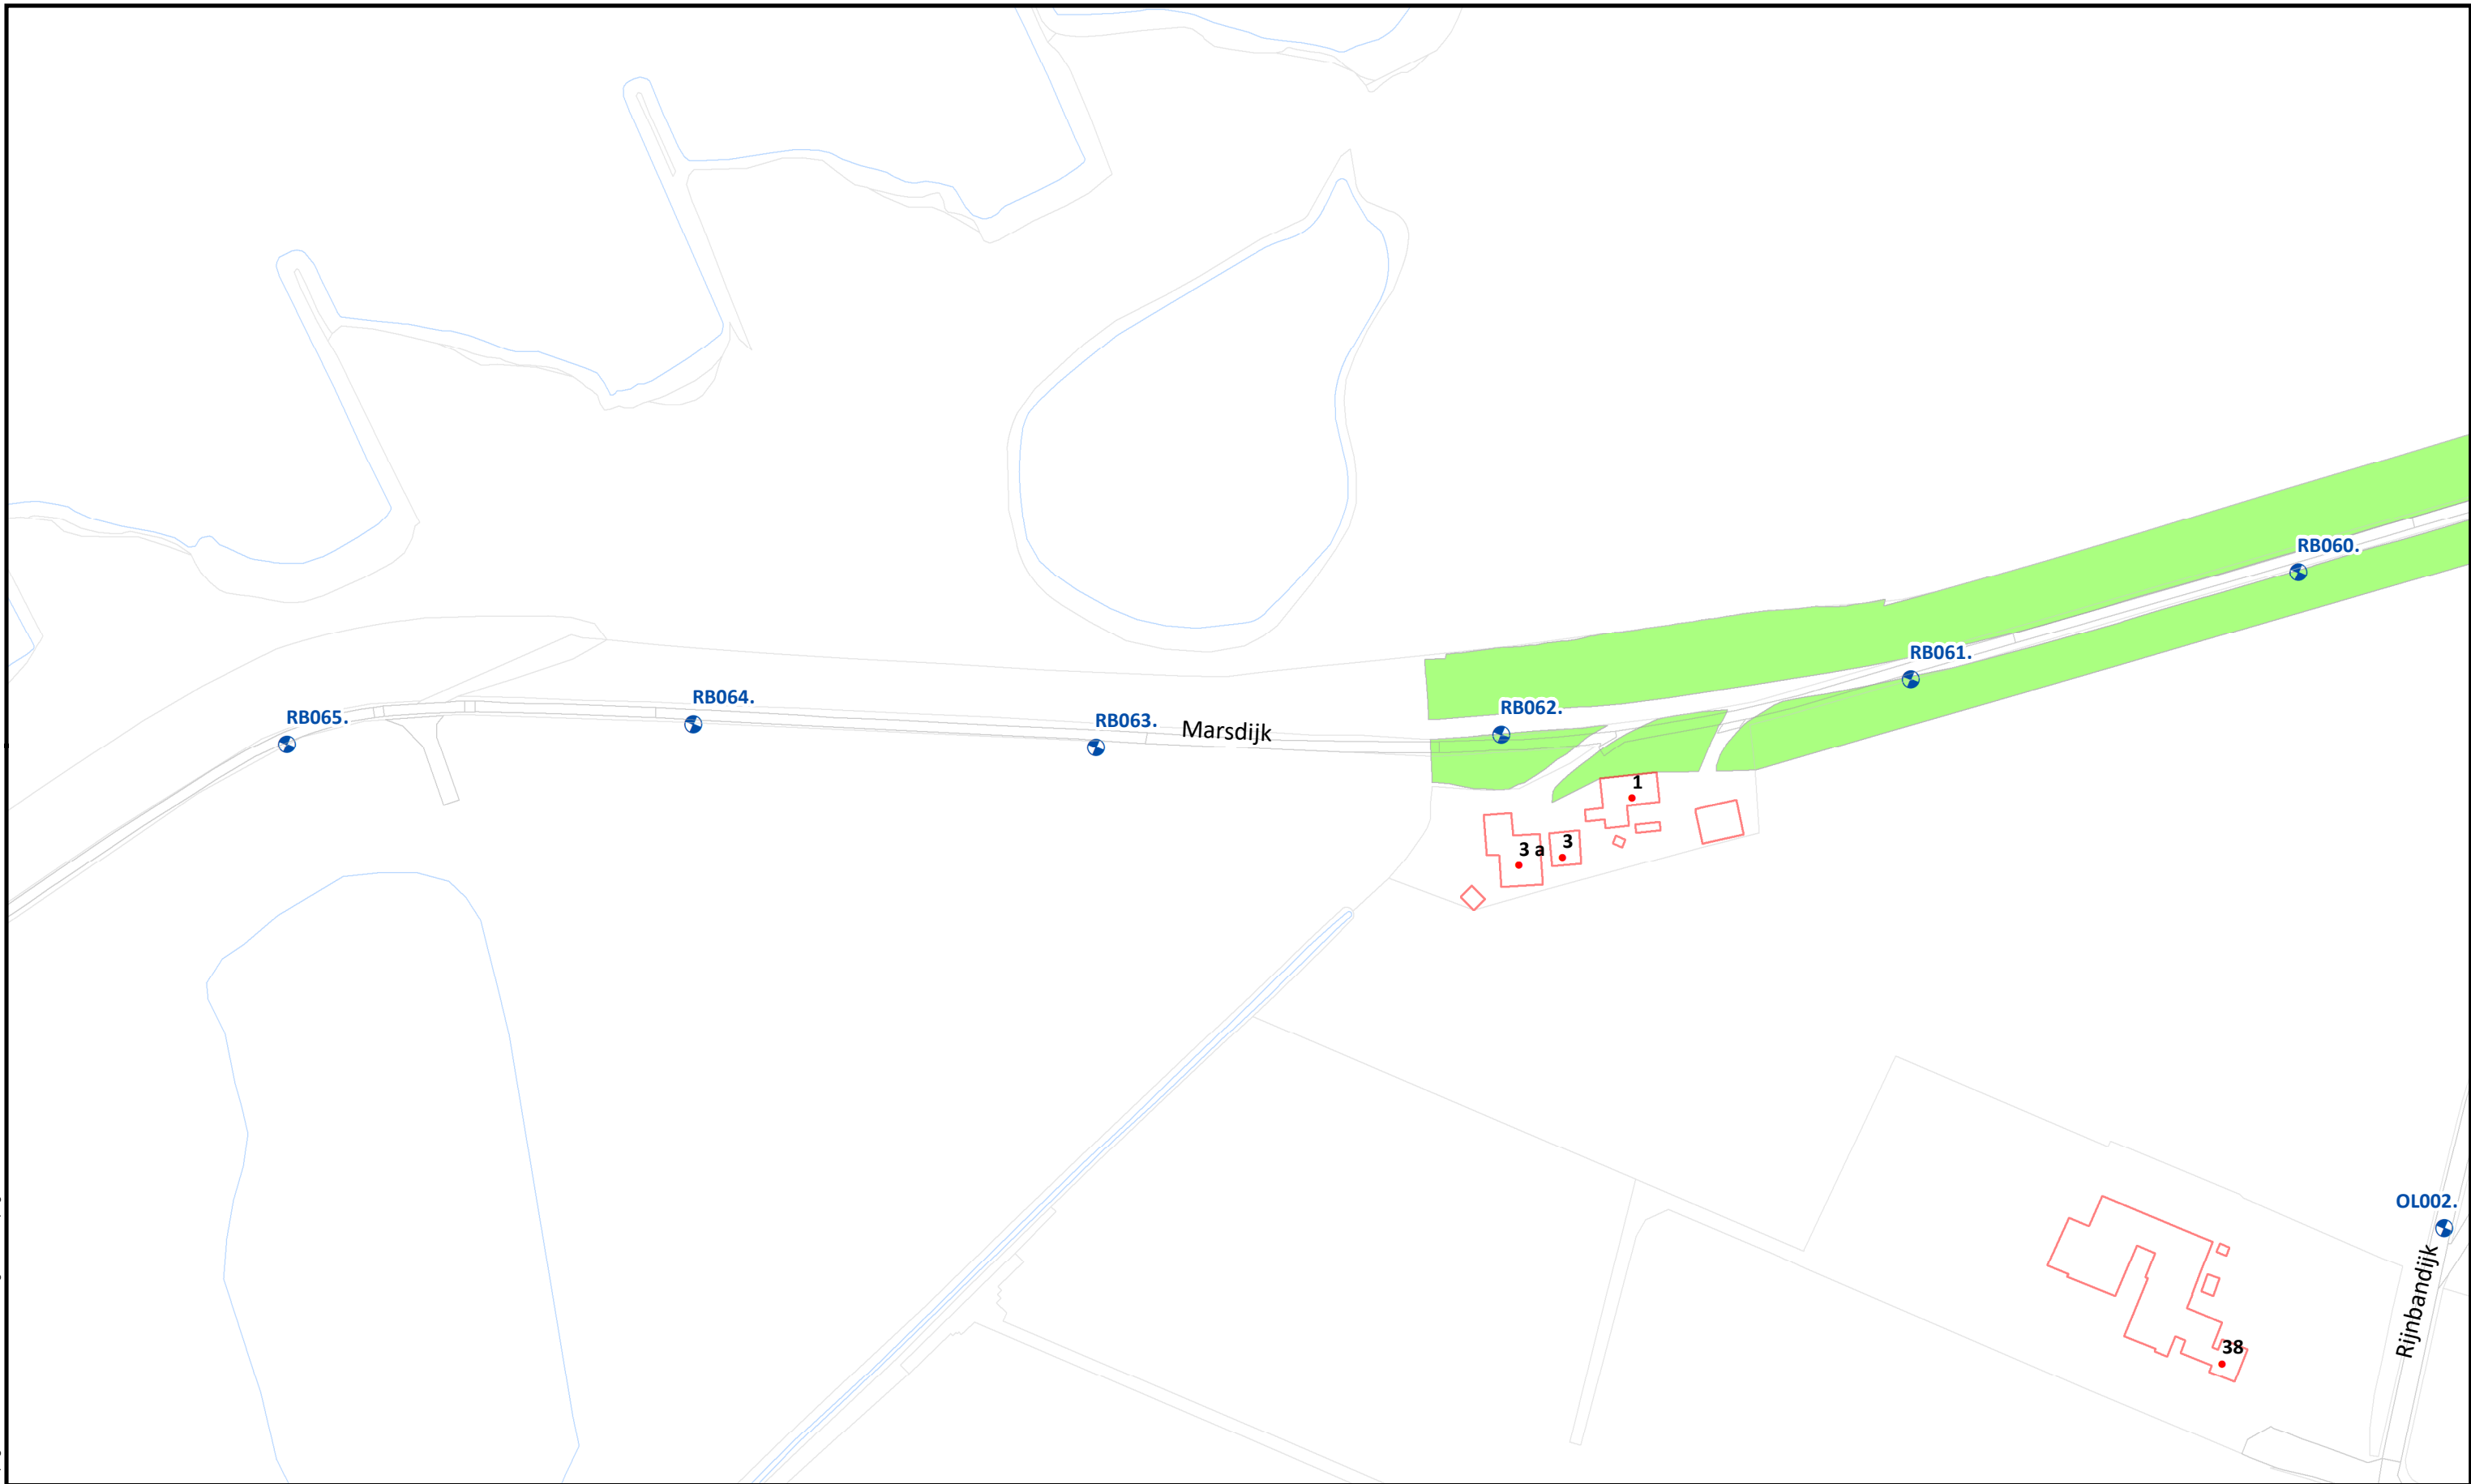 RB060.
RB061.
RB062.
RB063.
RB064.
RB065.
Marsdijk
1
3
3 a
OL002.
Rijnbandijk
38